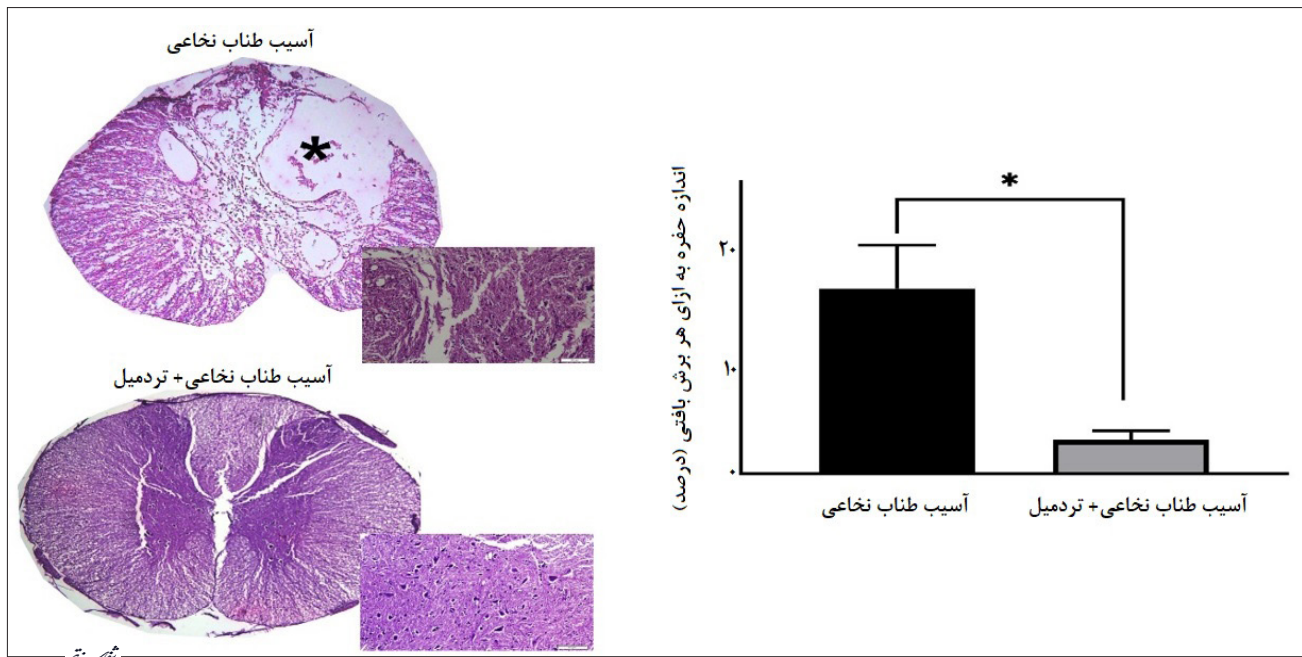 آسیب طناب نخاعی
*
آسیب طناب نخاعی+ تردمیل
اندازه حفره به ازای هر برش بافتی (درصد)
۲۰
۱۰
۰
*
آسیب طناب نخاعی
آسیب طناب نخاعی+ تردمیل